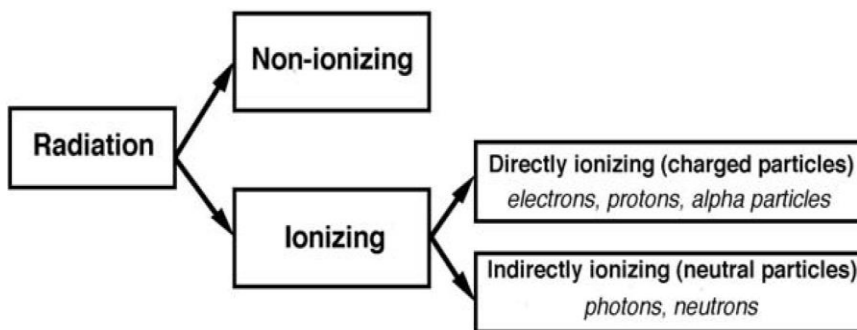 Non-ionizing
Radiation
Directly ionizing (charged particles)
electrons, protons, alpha particles
Ionizing
Indirectly ionizing (neutral particles)
photons, neutrons